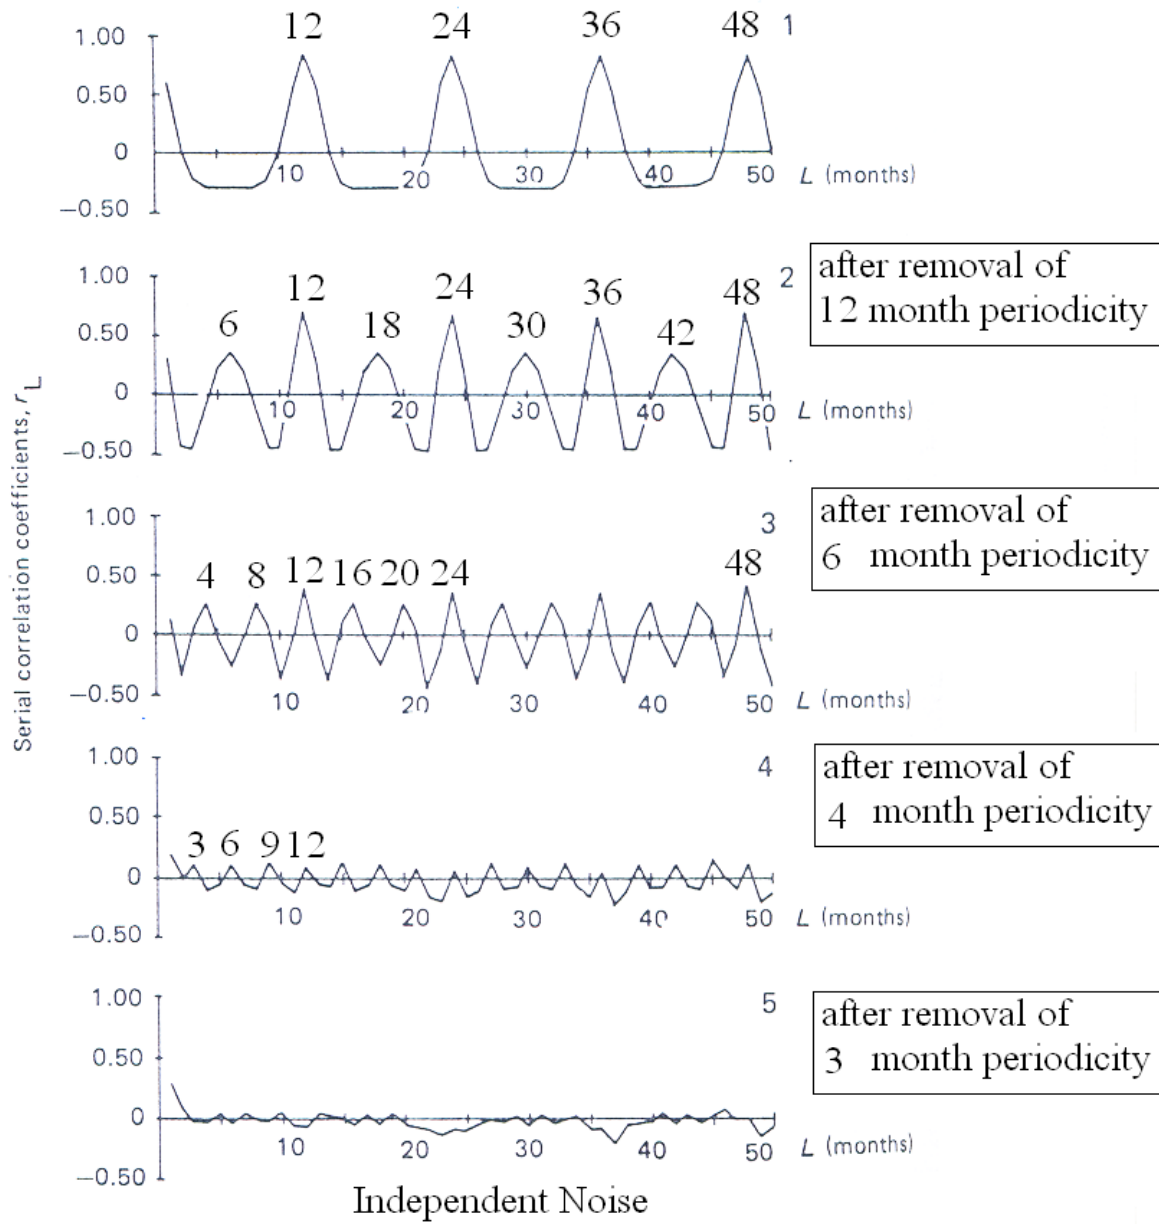 Serial correlation coefficients, r_L
12 24 36 48 1
1.00
0.50
0
−0.50
10 20 30 40 50 L (months)
2
after removal of
12 month periodicity
1.00
0.50
0
−0.50
6 12 18 24 30 36 42 48
10 20 30 40 50 L (months)
3
after removal of
6 month periodicity
1.00
0.50
0
−0.50
4 8 12 16 20 24 48
10 20 30 40 50 L (months)
4
after removal of
4 month periodicity
1.00
0.50
0
−0.50
3 6 9 12
10 20 30 40 50 L (months)
5
after removal of
3 month periodicity
1.00
0.50
0
−0.50
10 20 30 40 50 L (months)
Independent Noise